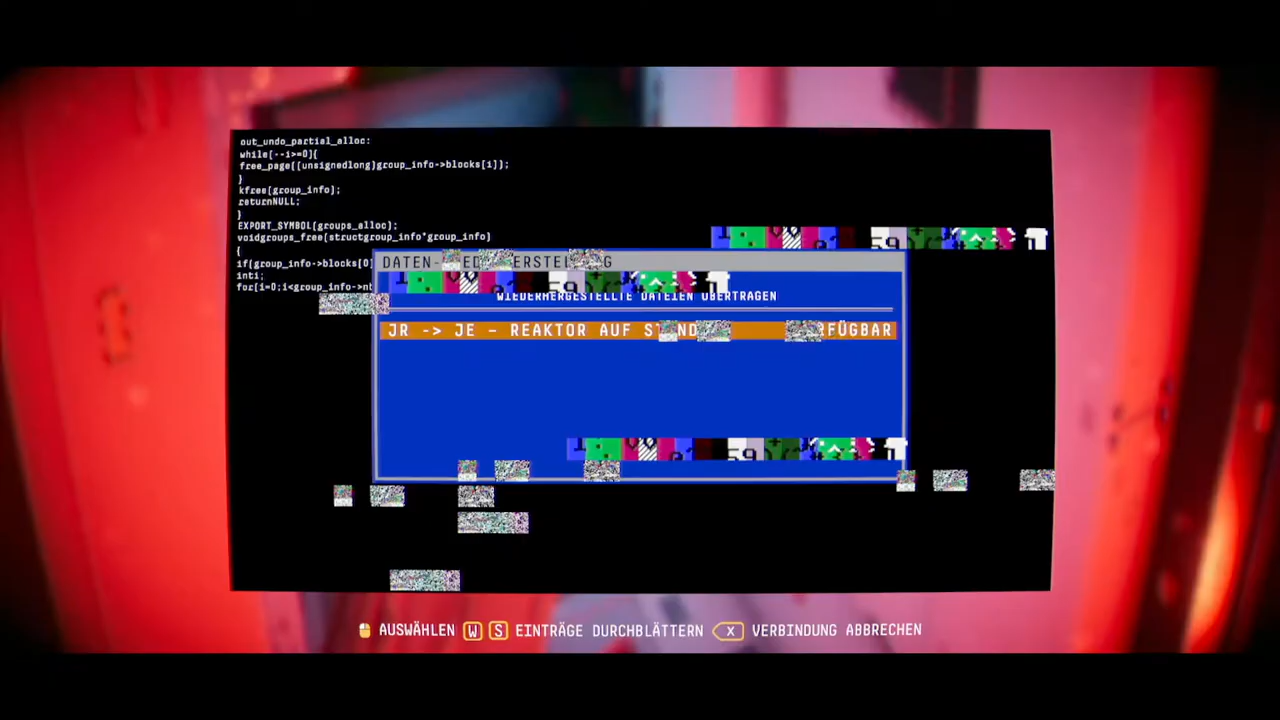 out_undo_partial_alloc:
while[--i>=0]{
free_page[[unsignedlong]group_info->blocks[i]];
}
kfree[group_info];
returnNULL;
}
EXPORT_SYMBOL[groups_alloc];
voidgroups_free[structgroup_info*group_info]
{
if[group_info->blocks[0]
inti;
for[i=0;i<group_info->nb
WIEDERHERGESTELLTE DATEIEN ÜBERTRAGEN
JR -> JE - REAKTOR AUF
AUSWÄHLEN W S EINTRÄGE DURCHBLÄTTERN X VERBINDUNG ABBRECHEN